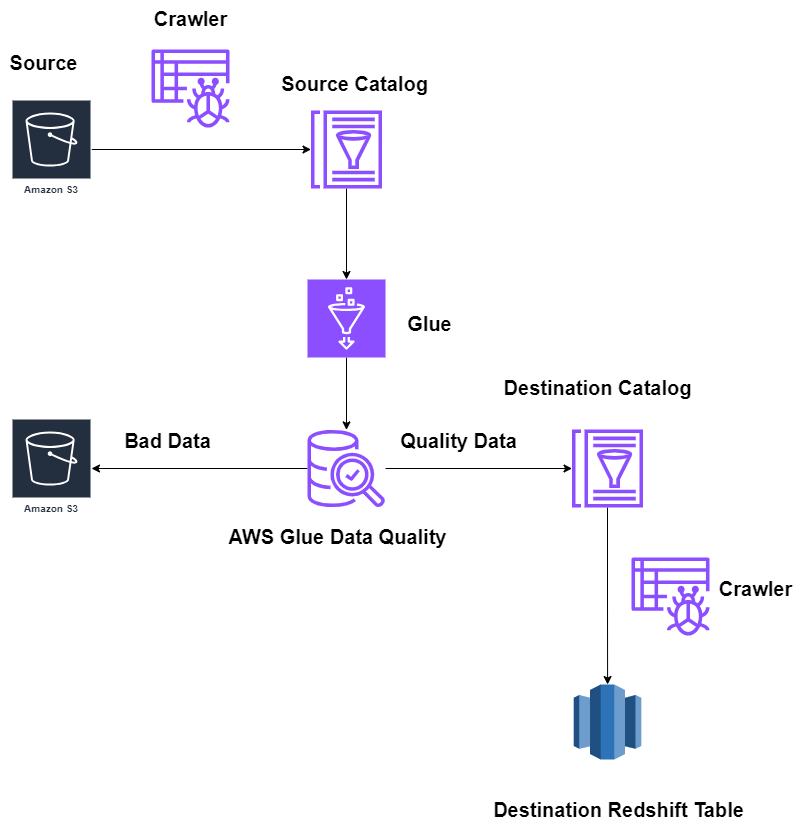 Crawler
Source
Source Catalog
Amazon S3
Glue
Destination Catalog
Bad Data
Quality Data
Amazon S3
AWS Glue Data Quality
Crawler
Destination Redshift Table